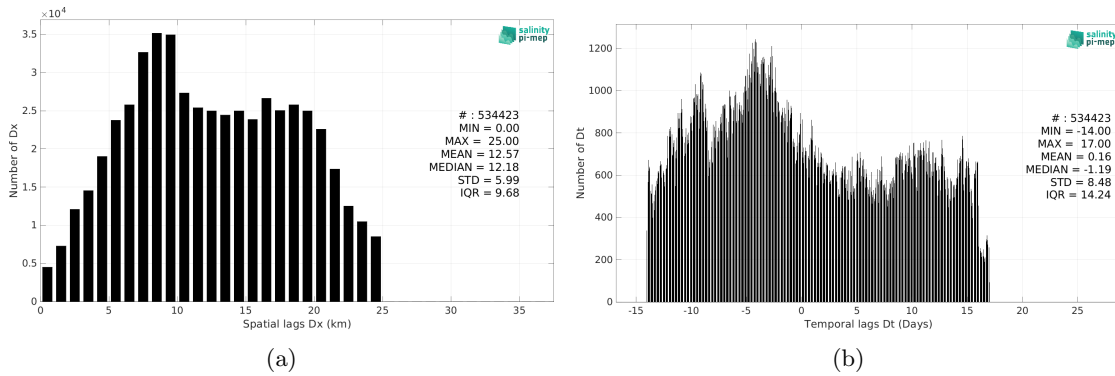 ×10⁴
salinity
pi-mep
3.5
3
2.5
2
1.5
1
0.5
0
Number of Dx
# : 534423
MIN = 0.00
MAX = 25.00
MEAN = 12.57
MEDIAN = 12.18
STD = 5.99
IQR = 9.68
0 5 10 15 20 25 30 35
Spatial lags Dx (km)
(a)
salinity
pi-mep
1200
1000
800
600
400
200
0
Number of Dt
# : 534423
MIN = -14.00
MAX = 17.00
MEAN = 0.16
MEDIAN = -1.19
STD = 8.48
IQR = 14.24
-15 -10 -5 0 5 10 15 20 25
Temporal lags Dt (Days)
(b)